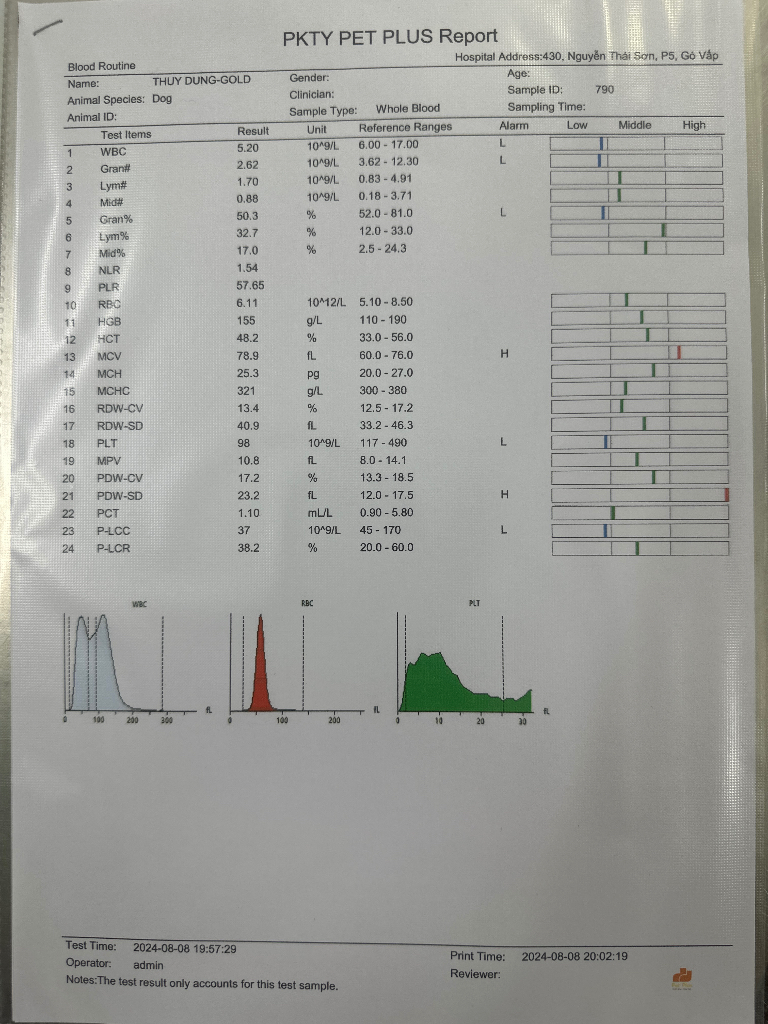 PKTY PET PLUS Report
Hospital Address:430, Nguyễn Thái Sơn, P5, Gò Vấp
Blood Routine
Name: THUY DUNG-GOLD Gender: Age:
Animal Species: Dog Clinician: Sample ID: 790
Animal ID: Sample Type: Whole Blood Sampling Time:
Test Items Result Unit Reference Ranges Alarm Low Middle High
1 WBC 5.20 10^9/L 6.00 - 17.00 L
2 Gran# 2.62 10^9/L 3.62 - 12.30 L
3 Lym# 1.70 10^9/L 0.83 - 4.91
4 Mid# 0.88 10^9/L 0.18 - 3.71
5 Gran% 50.3 % 52.0 - 81.0 L
6 Lym% 32.7 % 12.0 - 33.0
7 Mid% 17.0 % 2.5 - 24.3
8 NLR 1.54
9 PLR 57.65
10 RBC 6.11 10^12/L 5.10 - 8.50
11 HGB 155 g/L 110 - 190
12 HCT 48.2 % 33.0 - 56.0
13 MCV 78.9 fL 60.0 - 76.0 H
14 MCH 25.3 pg 20.0 - 27.0
15 MCHC 321 g/L 300 - 380
16 RDW-CV 13.4 % 12.5 - 17.2
17 RDW-SD 40.9 fL 33.2 - 46.3
18 PLT 98 10^9/L 117 - 490 L
19 MPV 10.8 fL 8.0 - 14.1
20 PDW-CV 17.2 % 13.3 - 18.5
21 PDW-SD 23.2 fL 12.0 - 17.5 H
22 PCT 1.10 mL/L 0.90 - 5.80
23 P-LCC 37 10^9/L 45 - 170 L
24 P-LCR 38.2 % 20.0 - 60.0
WBC RBC PLT
0 100 200 300 fL 0 100 200 fL 0 10 20 30 fL
Test Time: 2024-08-08 19:57:29 Print Time: 2024-08-08 20:02:19
Operator: admin Reviewer:
Notes:The test result only accounts for this test sample.